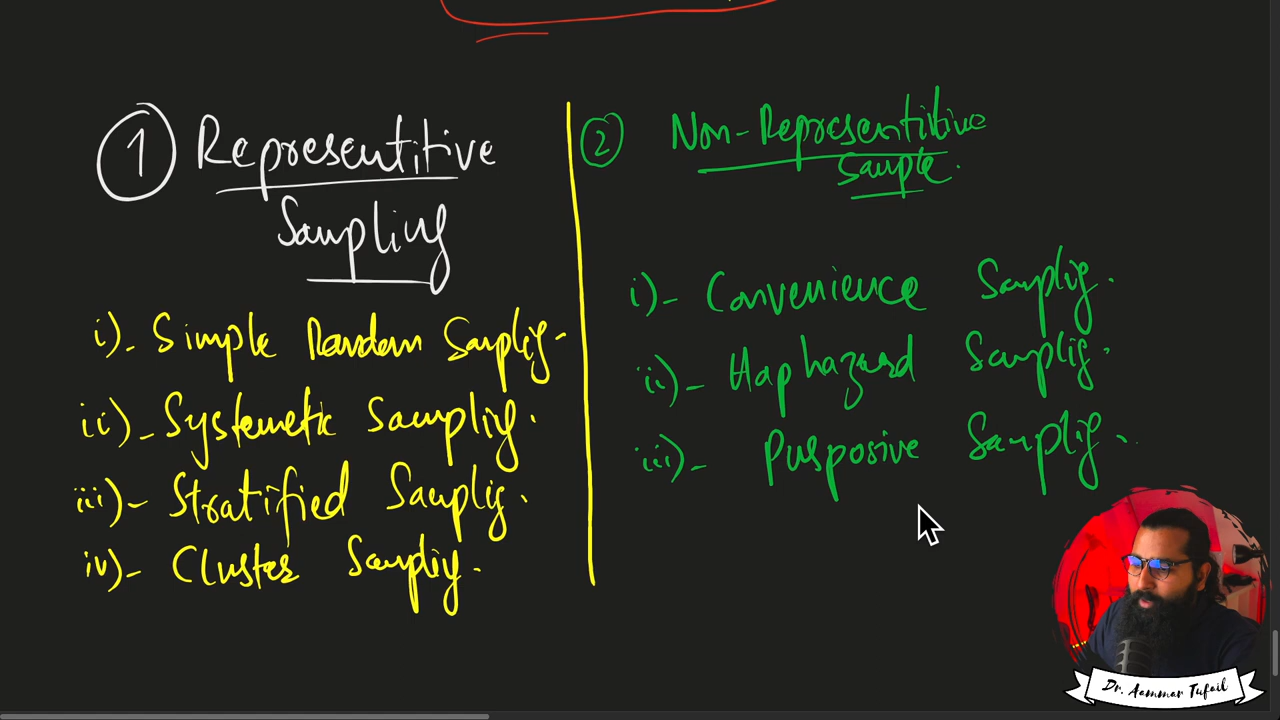 1 Representitive
Sampling
i)- Simple Random Samplig-
ii)- Systemetic Samplig.
iii)- Stratified Samplig.
iv)- Cluster Samplig.
2 Non-Representitive
Sample.
i)- Convenience Samplig.
ii)- Haphazard Samplig.
iii)- Purposive Samplig.
Dr. Aammar Tufail